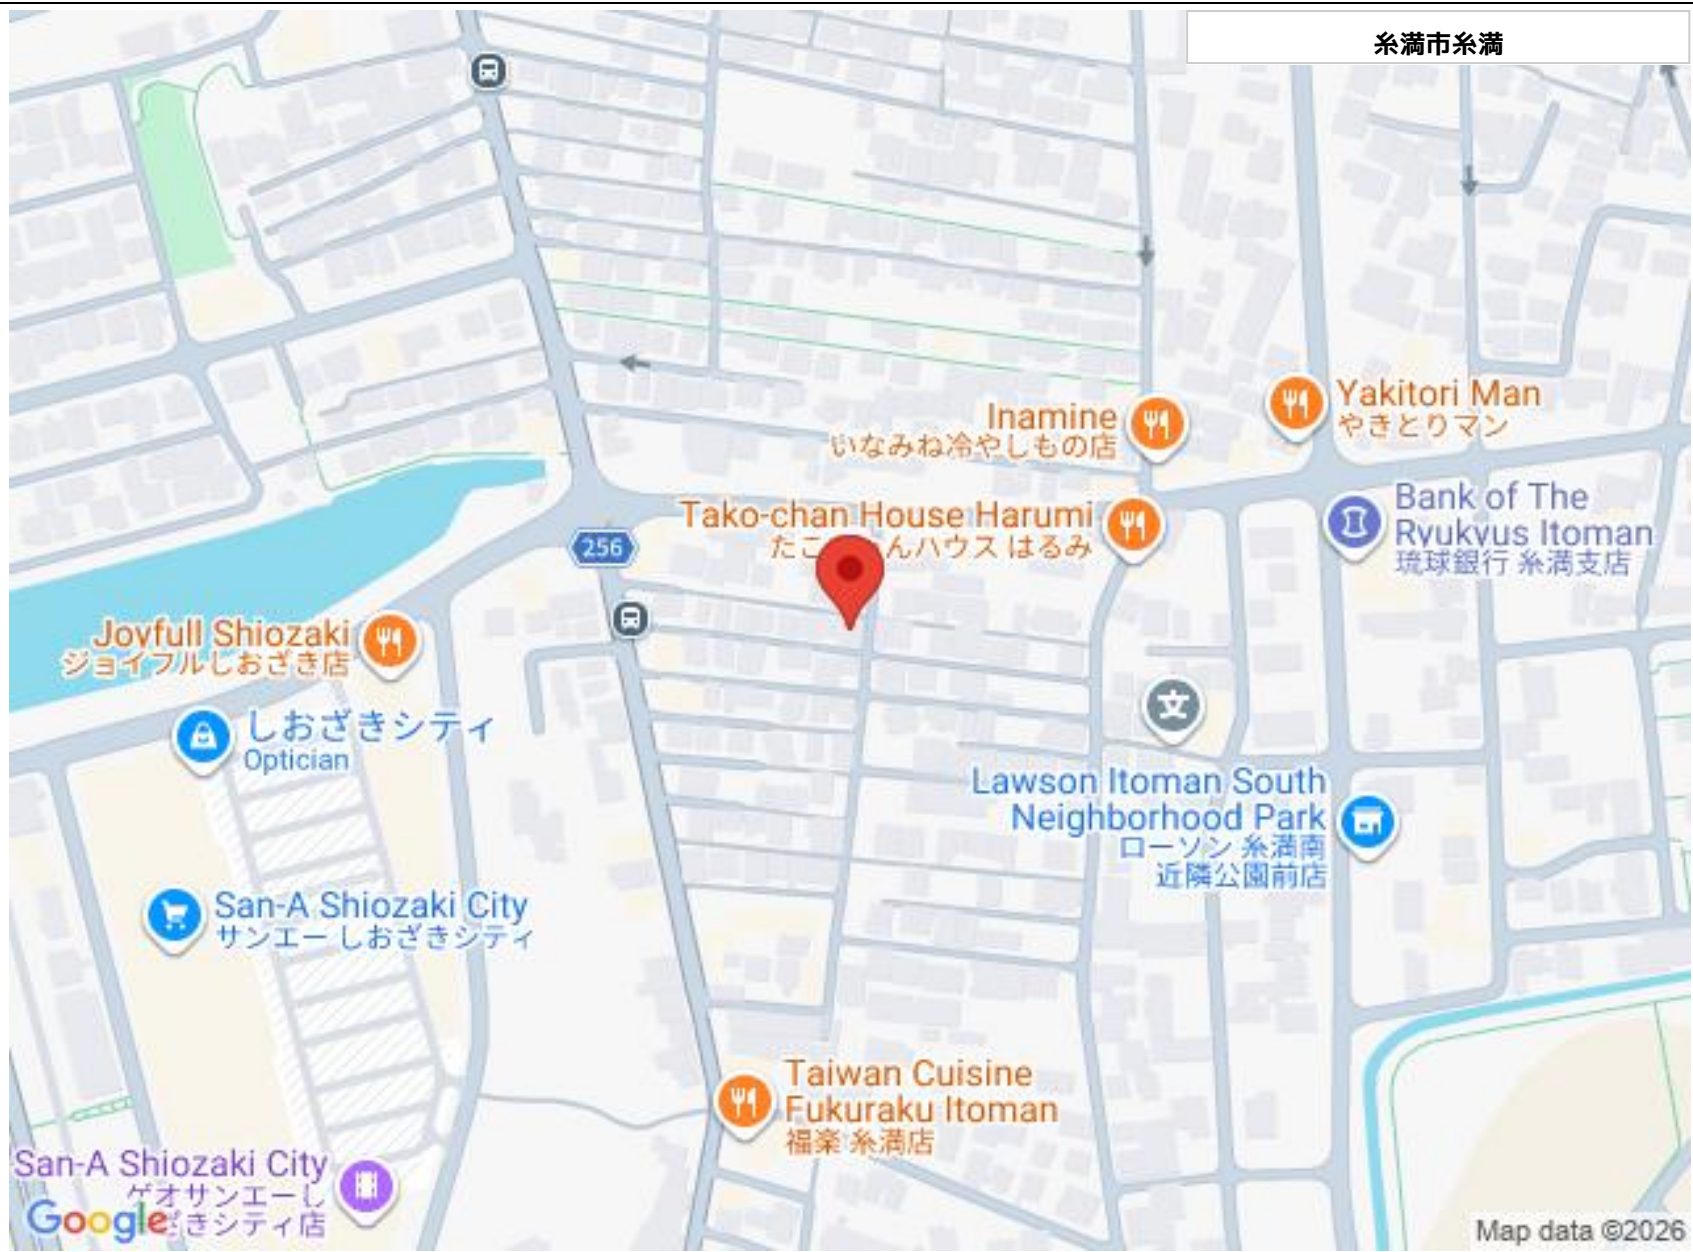 糸満市糸満
Inamine
いなみね冷やしもの店
Yakitori Man
やきとりマン
Tako-chan House Harumi
たこ んハウス はるみ
Bank of The
Ryukyus Itoman
琉球銀行 糸満支店
256
Joyfull Shiozaki
ジョイフルしおざき店
しおざきシティ
Optician
文
Lawson Itoman South
Neighborhood Park
ローソン 糸満南
近隣公園前店
San-A Shiozaki City
サンエー しおざきシティ
Taiwan Cuisine
Fukuraku Itoman
福楽 糸満店
San-A Shiozaki City
ゲオサンエーし
ざきシティ店
Google
Map data ©2026